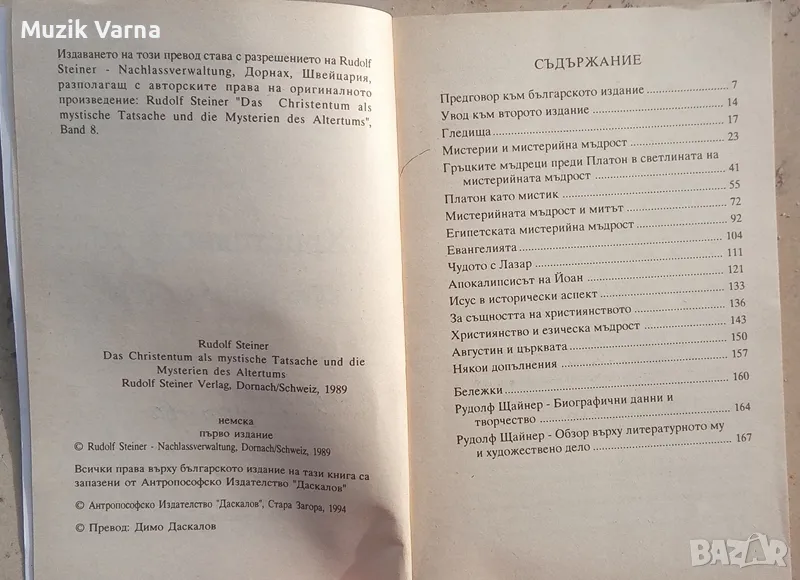 Muzik Varna
Издаването на този превод става с разрешението на Rudolf
Steiner - Nachlassverwaltung, Дорнах, Швейцария,
разполагащ с авторските права на оригиналното
произведение: Rudolf Steiner "Das Christentum als
mystische Tatsache und die Mysterien des Altertums",
Band 8.
Rudolf Steiner
Das Christentum als mystische Tatsache und die
Mysterien des Altertums
Rudolf Steiner Verlag, Dornach/Schweiz, 1989
немска
първо издание
© Rudolf Steiner - Nachlassverwaltung, Dornach/Schweiz, 1989
Всички права върху българското издание на тази книга са
запазени от Антропософско Издателство "Даскалов"
© Антропософско Издателство "Даскалов", Стара Загора, 1994
© Превод: Димо Даскалов
СЪДЪРЖАНИЕ
Предговор към българското издание 7
Увод към второто издание 14
Гледища 17
Мистерии и мистерийна мъдрост 23
Гръцките мъдреци преди Платон в светлината на
мистерийната мъдрост 41
Платон като мистик 55
Мистерийната мъдрост и митът 72
Египетската мистерийна мъдрост 92
Евангелията 104
Чудото с Лазар 111
Апокалипсисът на Йоан 121
Исус в исторически аспект 133
За същността на християнството 136
Християнство и езическа мъдрост 143
Августин и църквата 150
Някои допълнения 157
Бележки 160
Рудолф Щайнер - Биографични данни и
творчество 164
Рудолф Щайнер - Обзор върху литературното му
и художествено дело 167
BAZAR